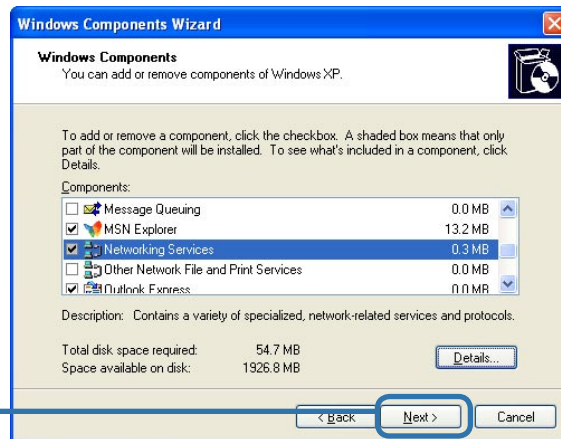 Windows Components Wizard
Windows Components
You can add or remove components of Windows XP.
To add or remove a component, click the checkbox. A shaded box means that only
part of the component will be installed. To see what's included in a component, click
Details.
Components:
Message Queuing 0.0 MB
MSN Explorer 13.2 MB
Networking Services 0.3 MB
Other Network File and Print Services 0.0 MB
Outlook Express 0.0 MB
Description: Contains a variety of specialized, network-related services and protocols.
Total disk space required: 54.7 MB
Space available on disk: 1926.8 MB
Details...
< Back Next > Cancel